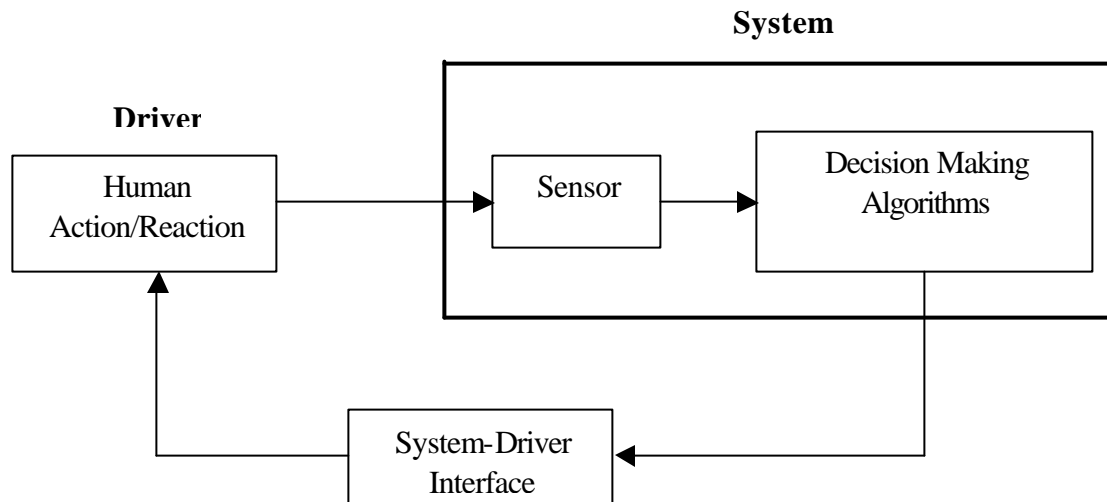 System
Driver
Human
Action/Reaction
Sensor
Decision Making
Algorithms
System-Driver
Interface